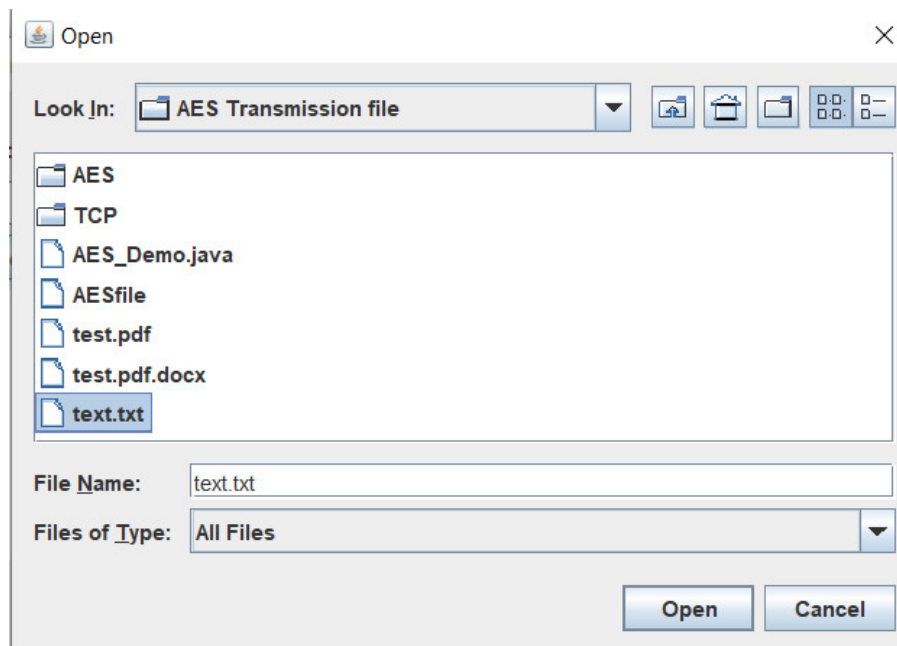 Open
Look In: AES Transmission file
AES
TCP
AES_Demo.java
AESfile
test.pdf
test.pdf.docx
text.txt
File Name: text.txt
Files of Type: All Files
Open Cancel